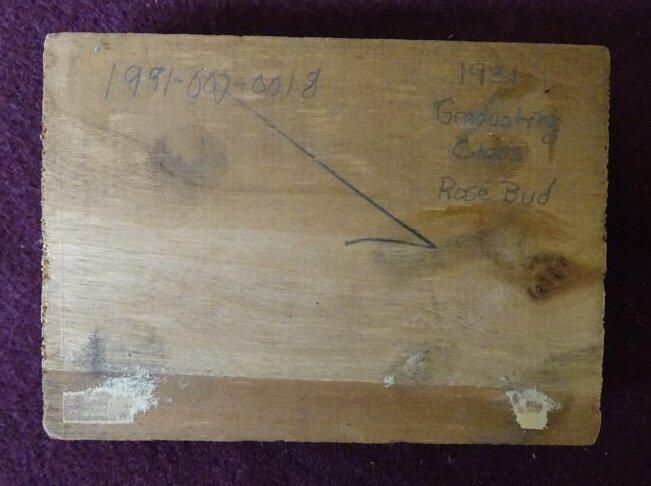 1991-002-0018
1931
Graduating
Class
Rose Bud